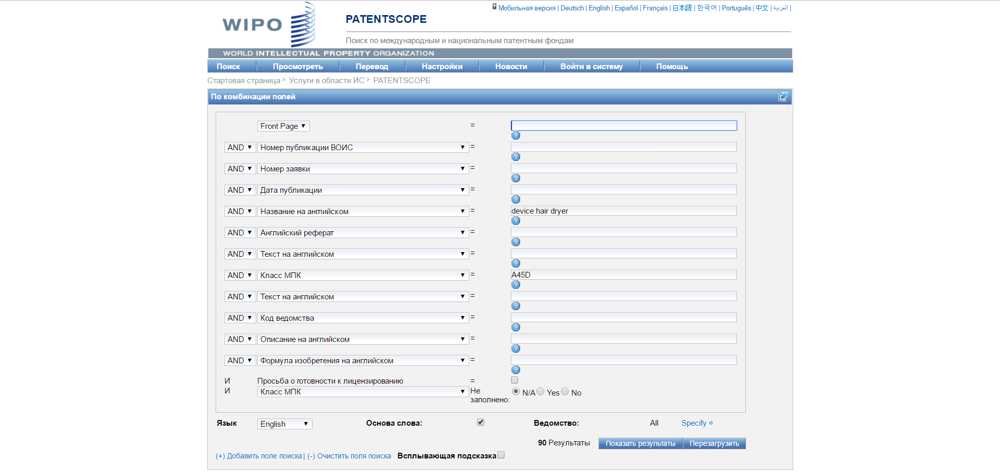 Мобильная версия | Deutsch | English | Español | Français | 日本語 | 한국어 | Português | 中文 | العربية |
WIPO
PATENTSCOPE
Поиск по международным и национальным патентным фондам
WORLD INTELLECTUAL PROPERTY ORGANIZATION
Поиск Просмотреть Перевод Настройки Новости Войти в систему Помощь
Стартовая страница > Услуги в области ИС > PATENTSCOPE
По комбинации полей
Front Page ▼ =
?
AND ▼ Номер публикации ВОИС ▼ =
?
AND ▼ Номер заявки ▼ =
?
AND ▼ Дата публикации ▼ =
?
AND ▼ Название на английском ▼ = device hair dryer
?
AND ▼ Английский реферат ▼ =
?
AND ▼ Текст на английском ▼ =
?
AND ▼ Класс МПК ▼ = A45D
?
AND ▼ Текст на английском ▼ =
?
AND ▼ Код ведомства ▼ =
?
AND ▼ Описание на английском ▼ =
?
AND ▼ Формула изобретения на английском ▼ =
?
И Просьба о готовности к лицензированию =
И Класс МПК ▼ Не заполнено: N/A Yes No
Язык English ▼ Основа слова: Ведомство: All Specify
90 Результаты Показать результаты Перезагрузить
(+) Добавить поле поиска | (-) Очистить поля поиска Всплывающая подсказка